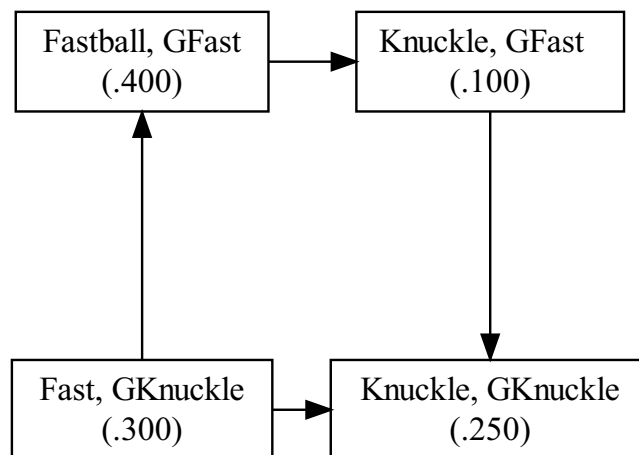 Fastball, GFast
(.400)
Knuckle, GFast
(.100)
Fast, GKnuckle
(.300)
Knuckle, GKnuckle
(.250)